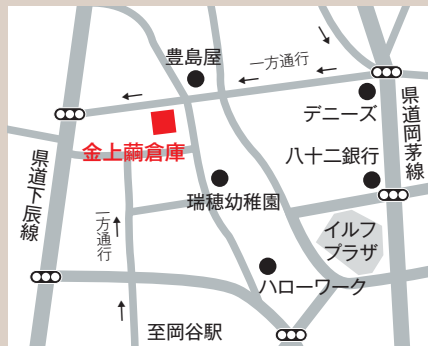 豊島屋
一方通行
デニーズ
県道岡茅線
金上繭倉庫
八十二銀行
県道下辰線
瑞穂幼稚園
一方通行
イルフ
プラザ
ハローワーク
至岡谷駅